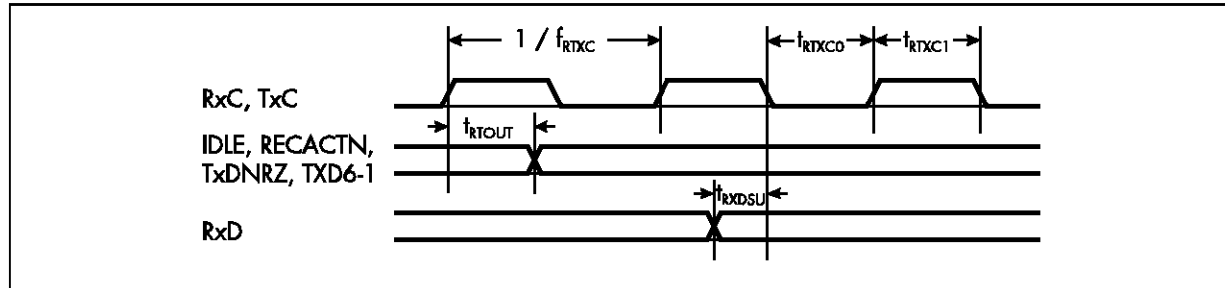 1 / fRTXC
tRTXC0
tRTXC1
RxC, TxC
tRTOUT
IDLE, RECACTN,
TxDNRZ, TXD6-1
tRXDSU
RxD